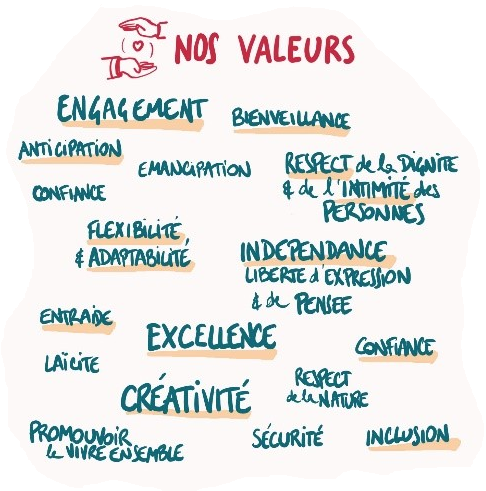 NOS VALEURS
ENGAGEMENT
BIENVEILLANCE
ANTICIPATION
EMANCIPATION
RESPECT de la DIGNITE
& de l'INTIMITÉ des
PERSONNES
CONFIANCE
FLEXIBILITÉ
& ADAPTABILITÉ
INDEPENDANCE
LIBERTE d'EXPRESSION
& de PENSEE
ENTRAIDE
EXCELLENCE
CONFIANCE
LAÏCITE
CRÉATIVITÉ
RESPECT
de la NATURE
PROMOUVOIR
le VIVRE ENSEMBLE
SÉCURITÉ
INCLUSION